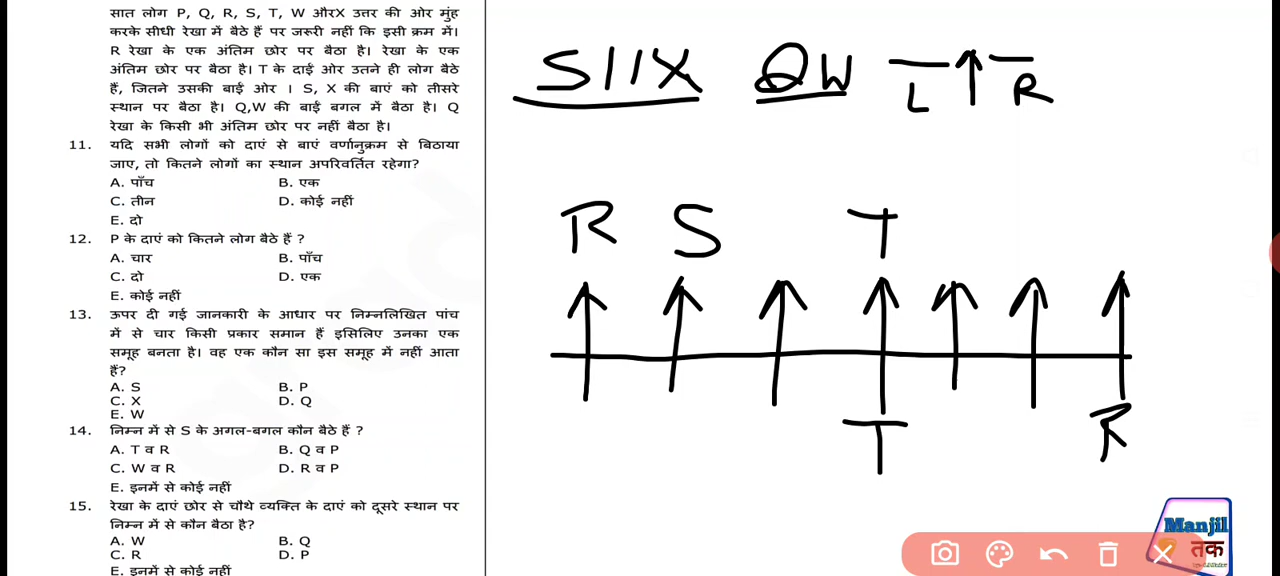 सात लोग P, Q, R, S, T, W औरX उत्तर की ओर मुंह
करके सीधी रेखा में बैठे हैं पर जरूरी नहीं कि इसी क्रम में।
R रेखा के एक अंतिम छोर पर बैठा है। रेखा के एक
अंतिम छोर पर बैठा है। T के दाईं ओर उतने ही लोग बैठे
हैं, जितने उसकी बाईं ओर । S, X की बाएं को तीसरे
स्थान पर बैठा है। Q,W की बाईं बगल में बैठा है। Q
रेखा के किसी भी अंतिम छोर पर नहीं बैठा है।
11. यदि सभी लोगों को दाएं से बाएं वर्णानुक्रम से बिठाया
जाए, तो कितने लोगों का स्थान अपरिवर्तित रहेगा?
A. पाँच B. एक
C. तीन D. कोई नहीं
E. दो
12. P के दाएं को कितने लोग बैठे हैं ?
A. चार B. पाँच
C. दो D. एक
E. कोई नहीं
13. ऊपर दी गई जानकारी के आधार पर निम्नलिखित पांच
में से चार किसी प्रकार समान हैं इसिलिए उनका एक
समूह बनता है। वह एक कौन सा इस समूह में नहीं आता
हैं?
A. S B. P
C. X D. Q
E. W
14. निम्न में से S के अगल-बगल कौन बैठे हैं ?
A. T व R B. Q व P
C. W व R D. R व P
E. इनमें से कोई नहीं
15. रेखा के दाएं छोर से चौथे व्यक्ति के दाएं को दूसरे स्थान पर
निम्न में से कौन बैठा है?
A. W B. Q
C. R D. P
E. इनमें से कोई नहीं
S I I X QW
L R
R S T
T R
Manjil
तक